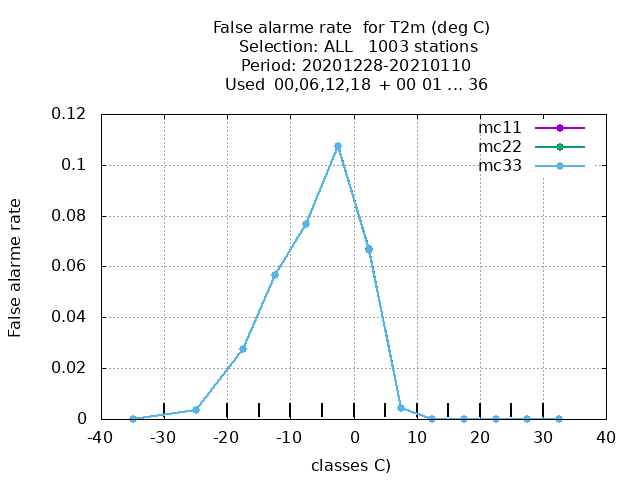 False alarme rate  for T2m (deg C)
Selection: ALL   1003 stations
Period: 20201228-20210110
Used  00,06,12,18  + 00 01 ... 36
mc11
mc22
mc33
0.12
0.1
0.08
0.06
0.04
0.02
0
False alarme rate
-40 -30 -20 -10 0 10 20 30 40
classes C)